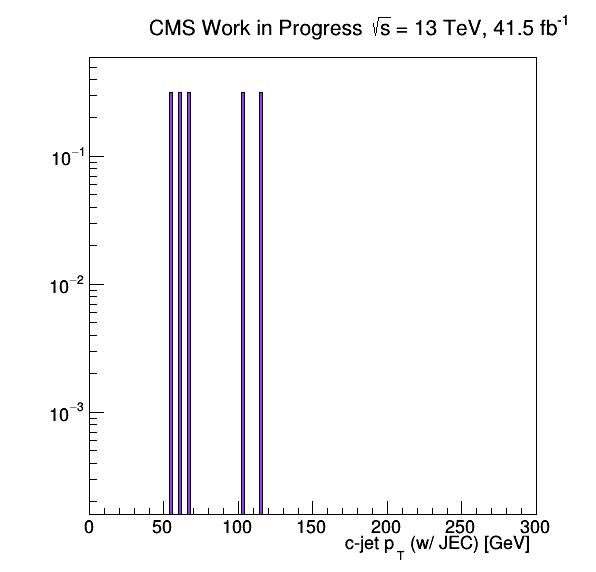 CMS Work in Progress √s = 13 TeV, 41.5 fb⁻¹
10⁻¹
10⁻²
10⁻³
0 50 100 150 200 250 300
c-jet p_T (w/ JEC) [GeV]